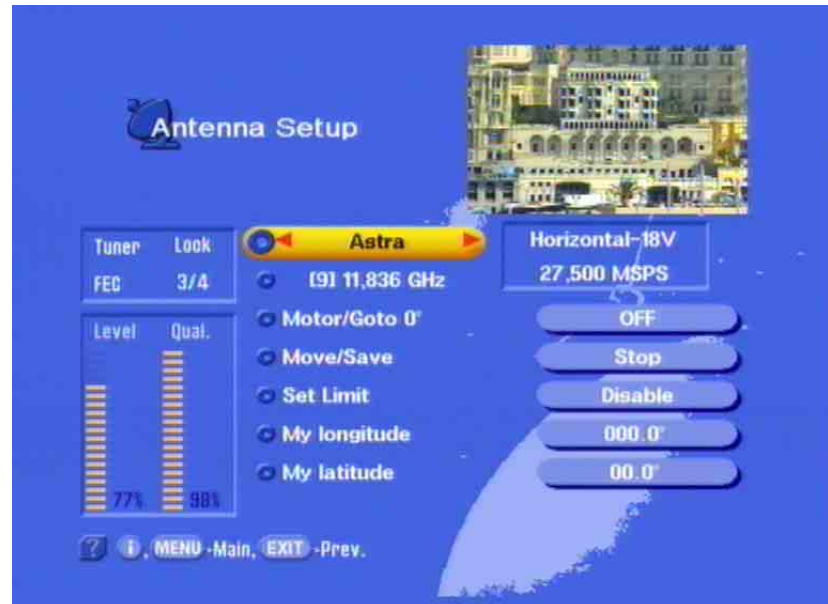 Antenna Setup
Tuner Lock
FEC 3/4
Astra
[9] 11,836 GHz
Horizontal-18V
27,500 MSPS
Level Qual.
77% 98%
Motor/Goto 0° OFF
Move/Save Stop
Set Limit Disable
My longitude 000.0°
My latitude 00.0°
? i, MENU -Main, EXIT -Prev.